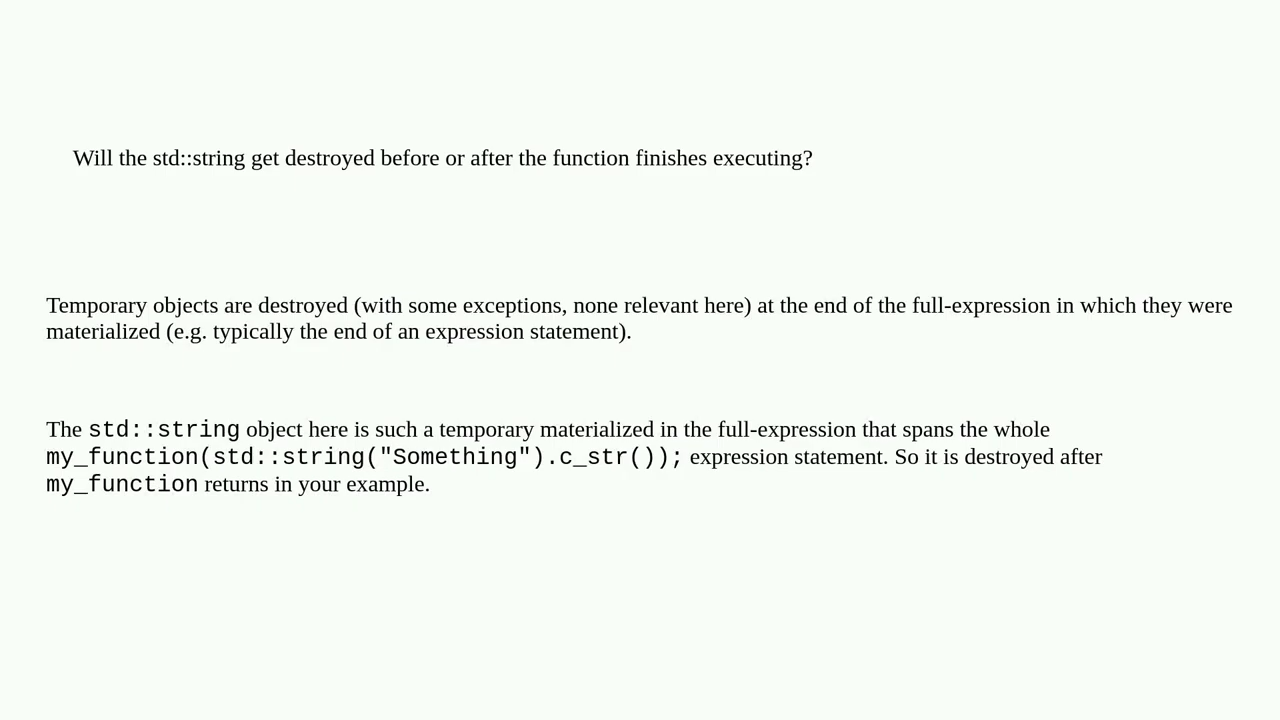 Will the std::string get destroyed before or after the function finishes executing?
Temporary objects are destroyed (with some exceptions, none relevant here) at the end of the full-expression in which they were
materialized (e.g. typically the end of an expression statement).
The std::string object here is such a temporary materialized in the full-expression that spans the whole
my_function(std::string("Something").c_str()); expression statement. So it is destroyed after
my_function returns in your example.